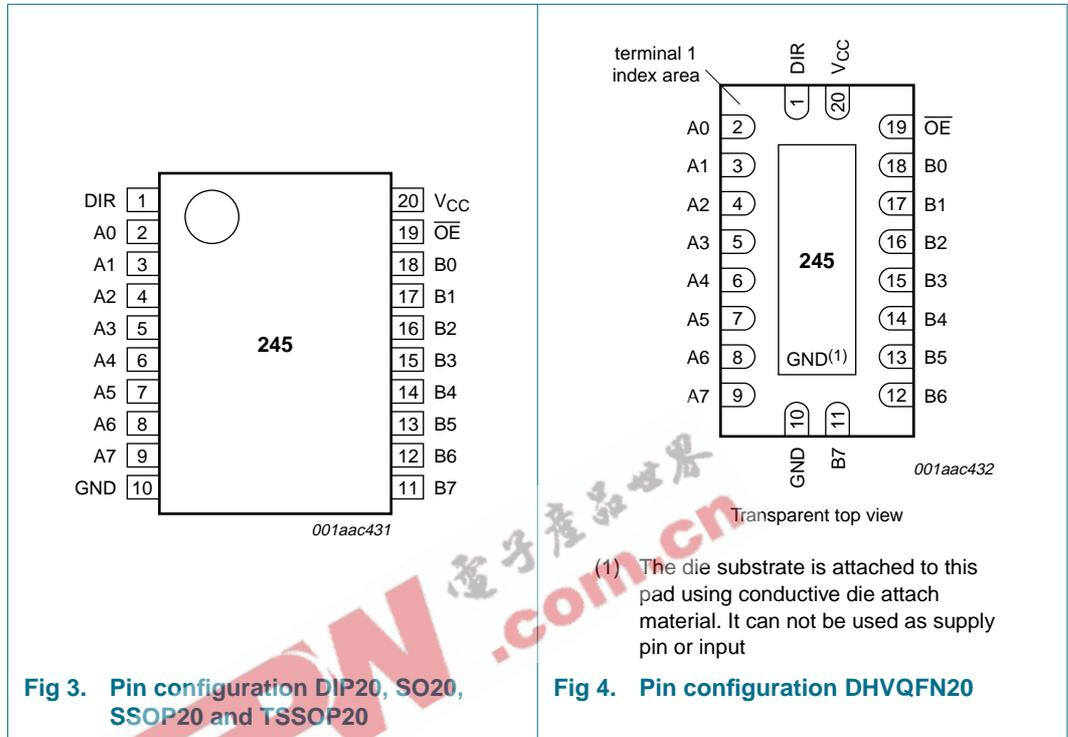 DIR 1
A0 2
A1 3
A2 4
A3 5
A4 6
A5 7
A6 8
A7 9
GND 10
245
20 VCC
19 OE
18 B0
17 B1
16 B2
15 B3
14 B4
13 B5
12 B6
11 B7
001aac431
Fig 3. Pin configuration DIP20, SO20,
SSOP20 and TSSOP20
terminal 1
index area
DIR
VCC
1
20
A0 2
A1 3
A2 4
A3 5
A4 6
A5 7
A6 8
A7 9
245
GND(1)
19 OE
18 B0
17 B1
16 B2
15 B3
14 B4
13 B5
12 B6
10
11
GND
B7
001aac432
Transparent top view
(1) The die substrate is attached to this
pad using conductive die attach
material. It can not be used as supply
pin or input
Fig 4. Pin configuration DHVQFN20
電子產品世界
.com.cn